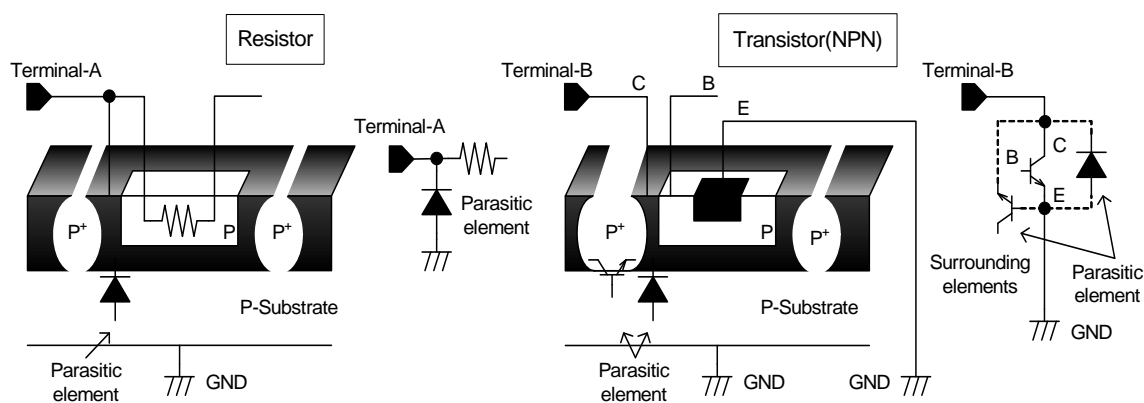 Resistor
Terminal-A
P⁺
P
P⁺
P-Substrate
Parasitic
element
GND
Terminal-A
Parasitic
element
Transistor(NPN)
Terminal-B
C
B
E
P⁺
P
P⁺
P-Substrate
Parasitic
element
GND
GND
Terminal-B
C
B
E
Surrounding
elements
Parasitic
element
GND